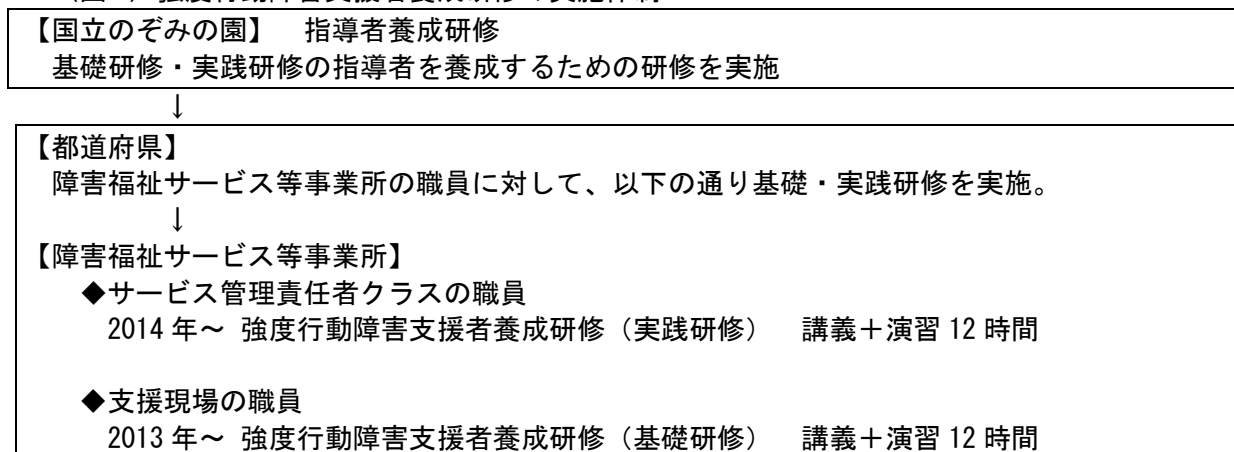 【国立のぞみの園】 指導者養成研修
基礎研修・実践研修の指導者を養成するための研修を実施
↓
【都道府県】
障害福祉サービス等事業所の職員に対して、以下の通り基礎・実践研修を実施。
↓
【障害福祉サービス等事業所】
◆サービス管理責任者クラスの職員
2014 年～ 強度行動障害支援者養成研修（実践研修） 講義＋演習 12 時間
◆支援現場の職員
2013 年～ 強度行動障害支援者養成研修（基礎研修） 講義＋演習 12 時間